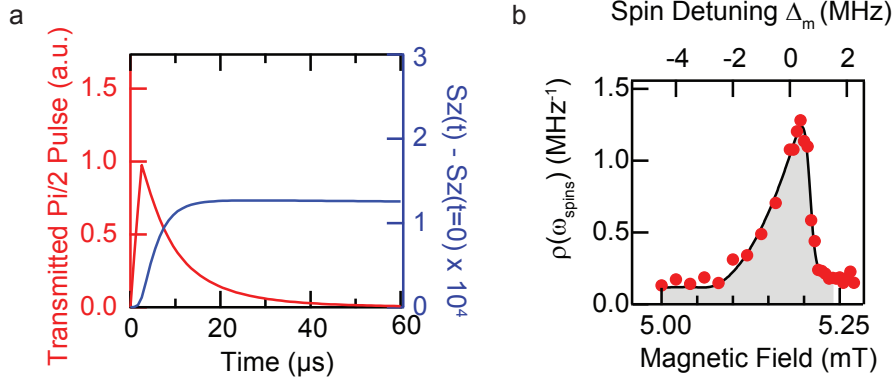 a
Transmitted Pi/2 Pulse (a.u.)
1.5
1.0
0.5
0.0
0
20
40
60
Time (µs)
3
2
1
0
Sz(t) - Sz(t=0) x 10⁴
b
Spin Detuning Δₘ (MHz)
-4
-2
0
2
ρ(ω_spins) (MHz⁻¹)
1.5
1.0
0.5
0.0
5.00
5.25
Magnetic Field (mT)